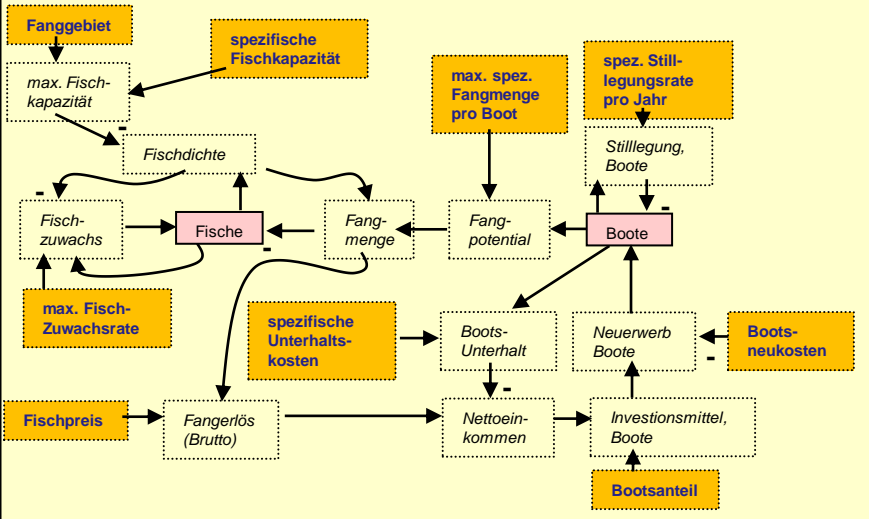 Fanggebiet
spezifische
Fischkapazität
max. Fisch-
kapazität
max. spez.
Fangmenge
pro Boot
spez. Still-
legungsrate
pro Jahr
-
Fischdichte
Stilllegung,
Boote
-
Fisch-
zuwachs
Fische
-
Fang-
menge
Fang-
potential
-
Boote
max. Fisch-
Zuwachsrate
spezifische
Unterhalts-
kosten
Boots-
Unterhalt
Neuerwerb
Boote
-
Boots-
neukosten
-
Fischpreis
Fangerlös
(Brutto)
Nettoein-
kommen
Investionsmittel,
Boote
Bootsanteil